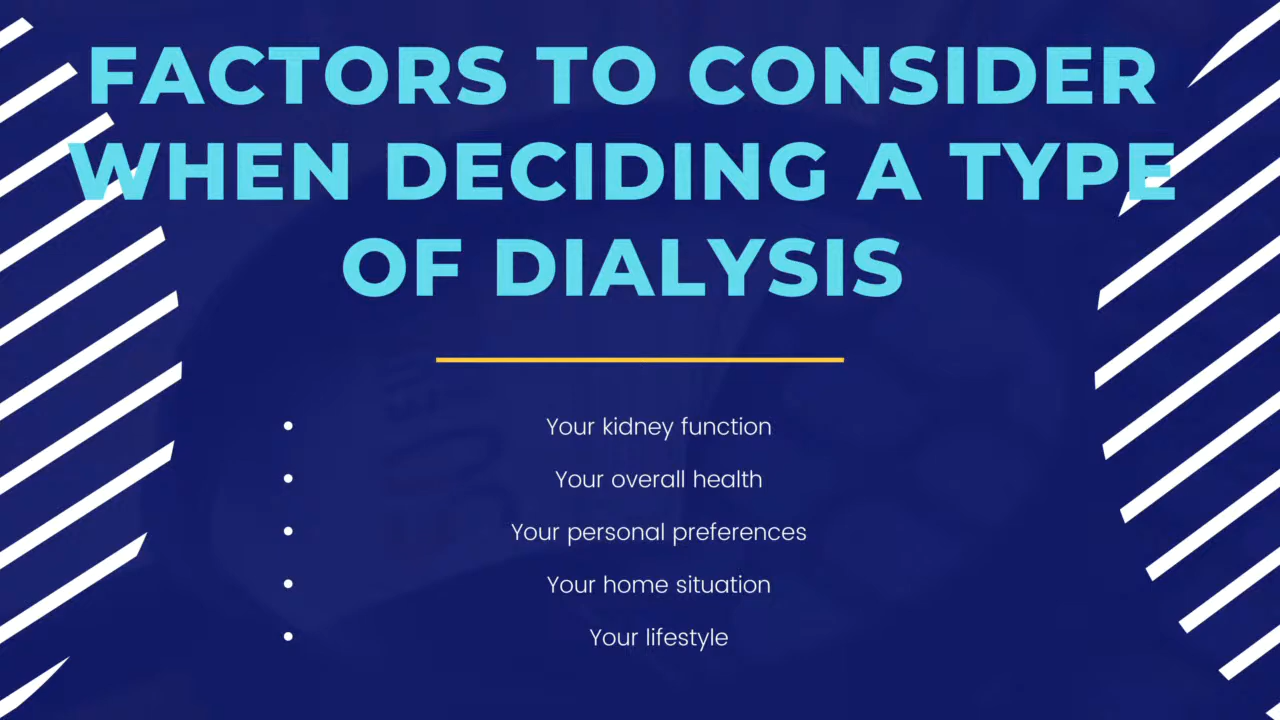 FACTORS TO CONSIDER
WHEN DECIDING A TYPE
OF DIALYSIS
• Your kidney function
• Your overall health
• Your personal preferences
• Your home situation
• Your lifestyle